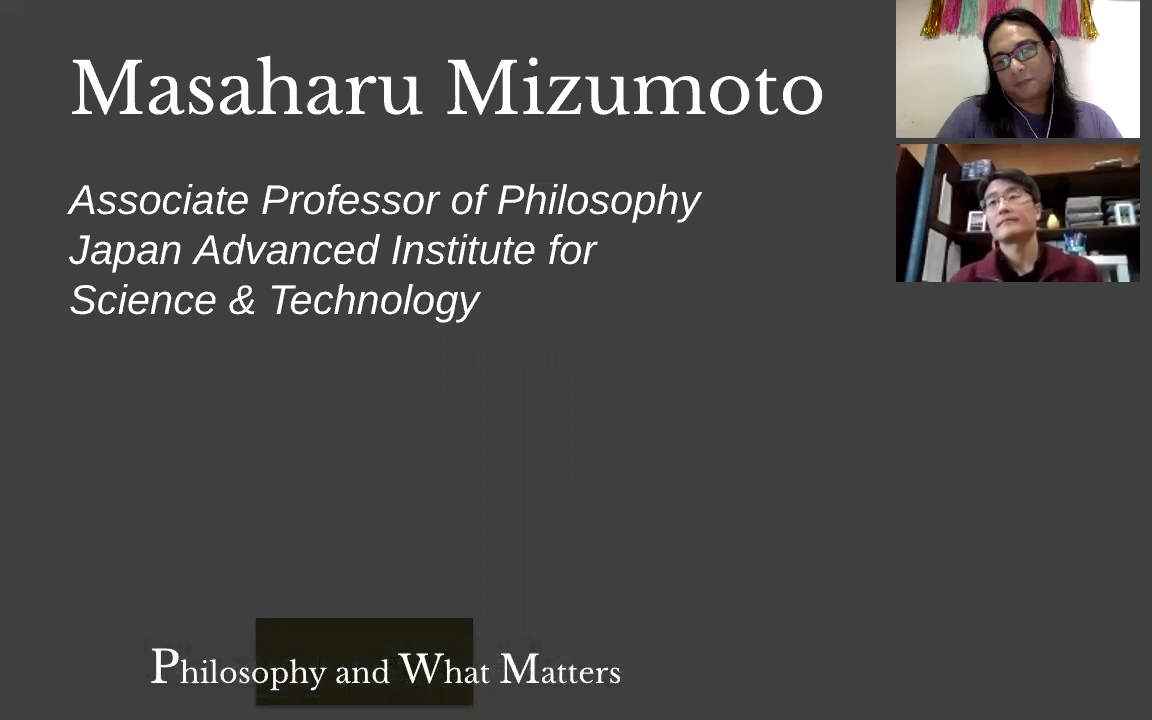 Masaharu Mizumoto
Associate Professor of Philosophy
Japan Advanced Institute for
Science & Technology
Philosophy and What Matters